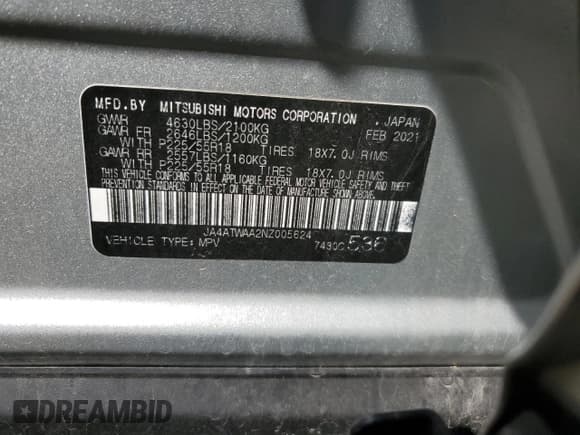 MFD.BY MITSUBISHI MOTORS CORPORATION , JAPAN
GVWR 4630LBS/2100KG FEB 2021
GAWR FR 2646LBS/1200KG
WITH P225/55R18 TIRES 18X7.0J RIMS
GAWR RR 2557LBS/1160KG
WITH P225/55R18 TIRES 18X7.0J RIMS
THIS VEHICLE CONFORMS TO ALL APPLICABLE FEDERAL MOTOR VEHICLE SAFETY AND THEFT
PREVENTION STANDARDS IN EFFECT ON THE DATE OF MANUFACTURE SHOWN ABOVE.
JA4ATWAA2NZ005624
VEHICLE TYPE: MPV 7430C 536
DREAMBID